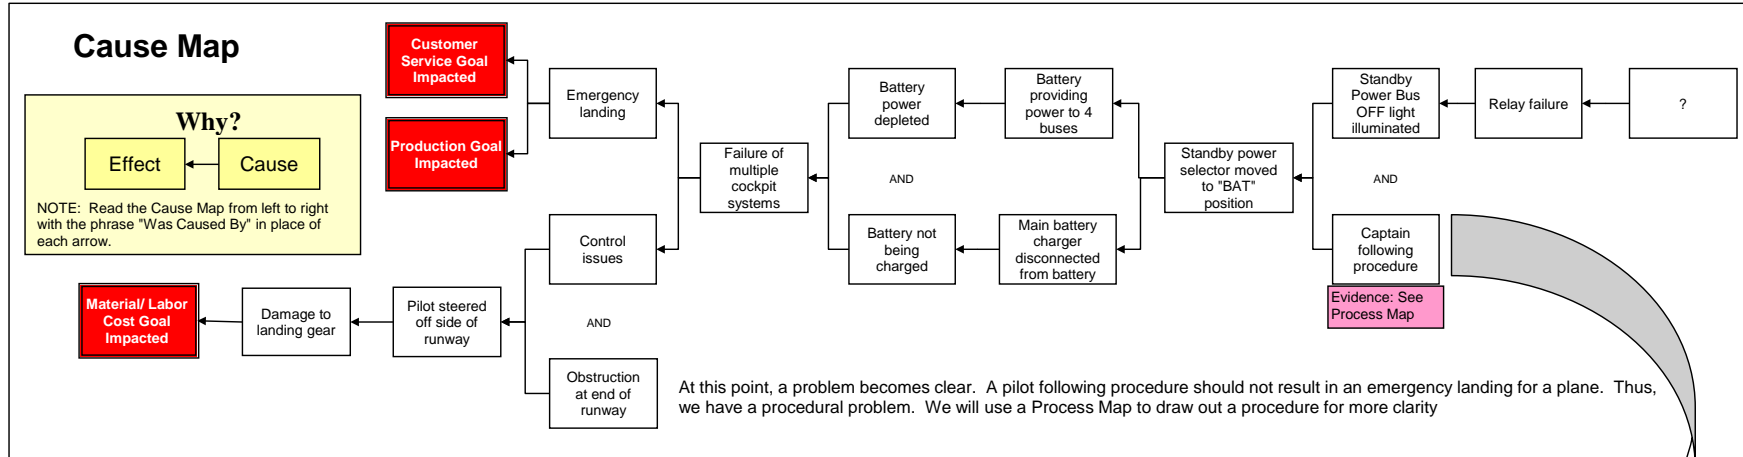 Cause Map
Why?
Effect
Cause
NOTE:  Read the Cause Map from left to right
with the phrase "Was Caused By" in place of
each arrow.
Customer
Service Goal
Impacted
Production Goal
Impacted
Emergency
landing
Control
issues
Failure of
multiple
cockpit
systems
Battery
power
depleted
AND
Battery not
being
charged
Battery
providing
power to 4
buses
Main battery
charger
disconnected
from battery
Standby power
selector moved
to "BAT"
position
Standby
Power Bus
OFF light
illuminated
AND
Captain
following
procedure
Evidence: See
Process Map
Relay failure
?
Material/ Labor
Cost Goal
Impacted
Damage to
landing gear
Pilot steered
off side of
runway
AND
Obstruction
at end of
runway
At this point, a problem becomes clear.  A pilot following procedure should not result in an emergency landing for a plane.  Thus,
we have a procedural problem.  We will use a Process Map to draw out a procedure for more clarity